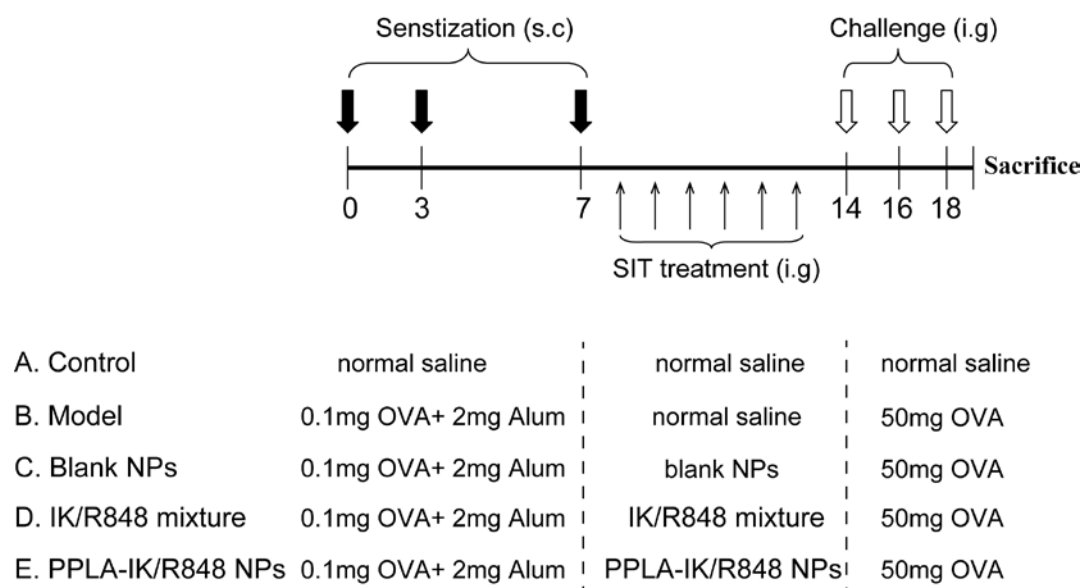 Senstization (s.c) Challenge (i.g)
Sacrifice
0 3 7 14 16 18
SIT treatment (i.g)
A. Control normal saline normal saline normal saline
B. Model 0.1mg OVA+ 2mg Alum normal saline 50mg OVA
C. Blank NPs 0.1mg OVA+ 2mg Alum blank NPs 50mg OVA
D. IK/R848 mixture 0.1mg OVA+ 2mg Alum IK/R848 mixture 50mg OVA
E. PPLA-IK/R848 NPs 0.1mg OVA+ 2mg Alum PPLA-IK/R848 NPs 50mg OVA